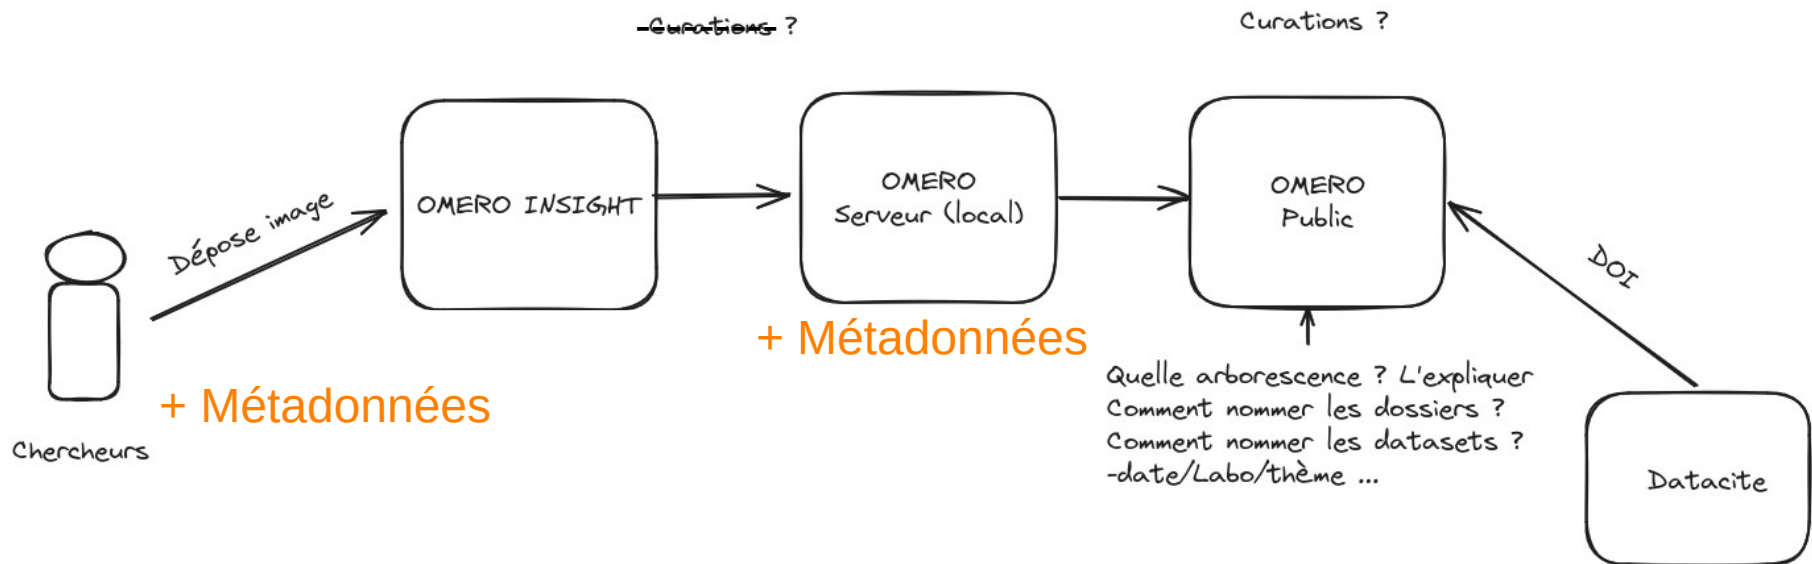 Curations ?
Curations ?
Dépose image
OMERO INSIGHT
OMERO
Serveur (local)
OMERO
Public
DOI
+ Métadonnées
+ Métadonnées
Chercheurs
Quelle arborescence ? L'expliquer
Comment nommer les dossiers ?
Comment nommer les datasets ?
-date/Labo/thème ...
Datacite